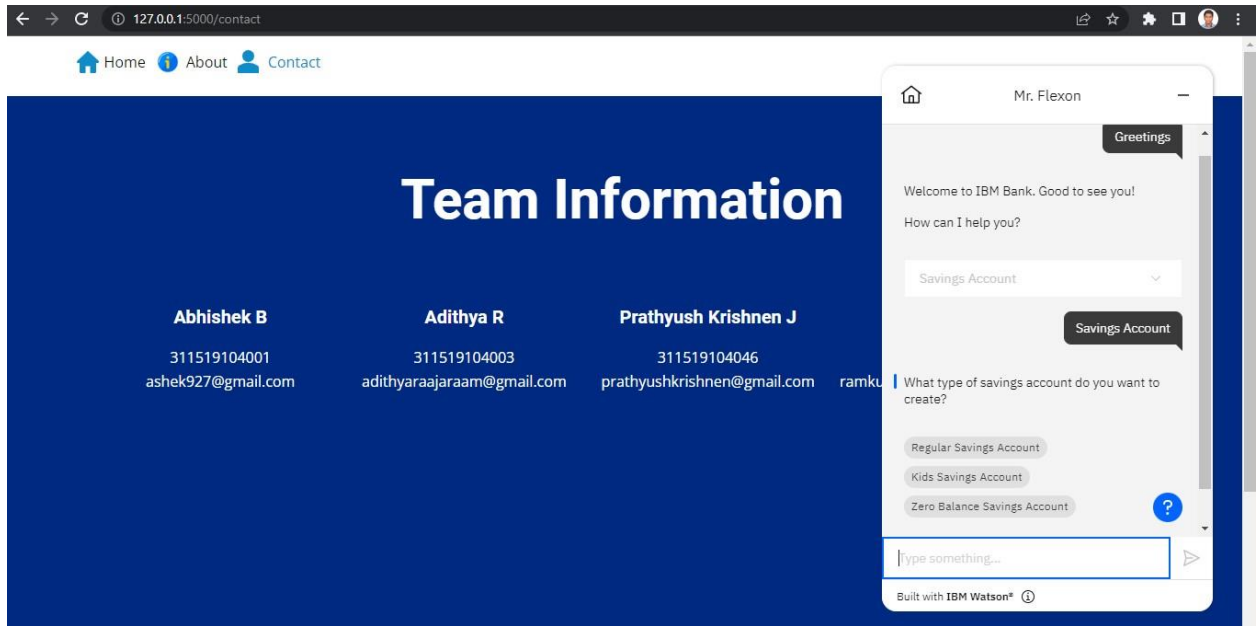 127.0.0.1:5000/contact
Home About Contact
Team Information
Abhishek B
311519104001
ashek927@gmail.com
Adithya R
311519104003
adithyaraajaraam@gmail.com
Prathyush Krishnen J
311519104046
prathyushkrishnen@gmail.com
ramku
Mr. Flexon
Greetings
Welcome to IBM Bank. Good to see you!
How can I help you?
Savings Account
Savings Account
What type of savings account do you want to
create?
Regular Savings Account
Kids Savings Account
Zero Balance Savings Account
?
Type something...
Built with IBM Watson®